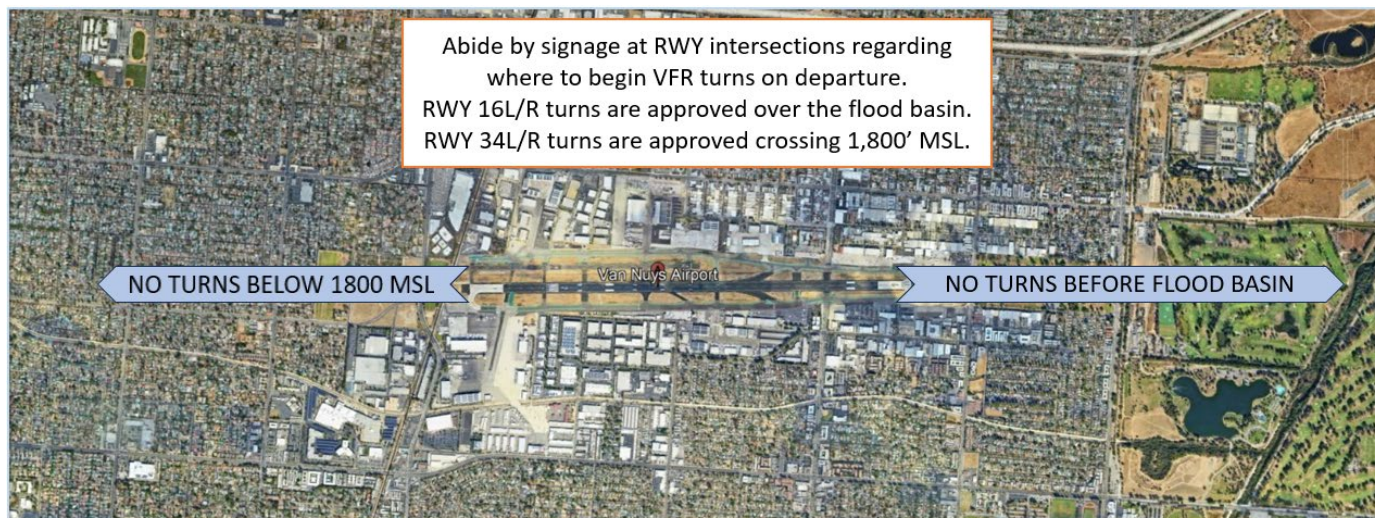 Abide by signage at RWY intersections regarding
where to begin VFR turns on departure.
RWY 16L/R turns are approved over the flood basin.
RWY 34L/R turns are approved crossing 1,800’ MSL.
Van Nuys Airport
NO TURNS BELOW 1800 MSL
NO TURNS BEFORE FLOOD BASIN